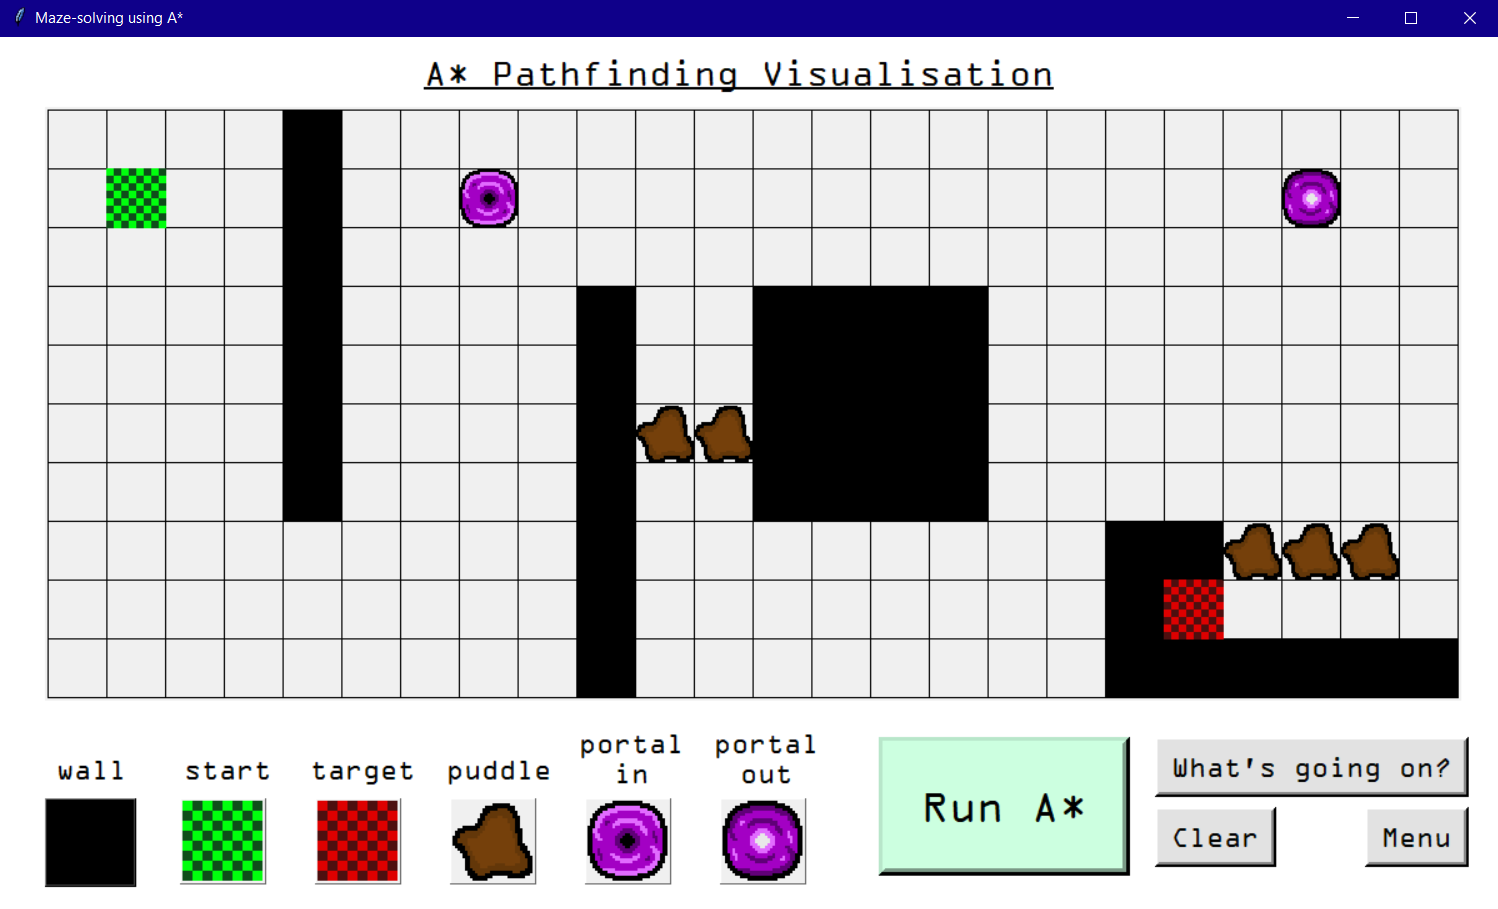 Maze-solving using A*
A* Pathfinding Visualisation
wall
start
target
puddle
portal
in
portal
out
Run A*
What's going on?
Clear
Menu